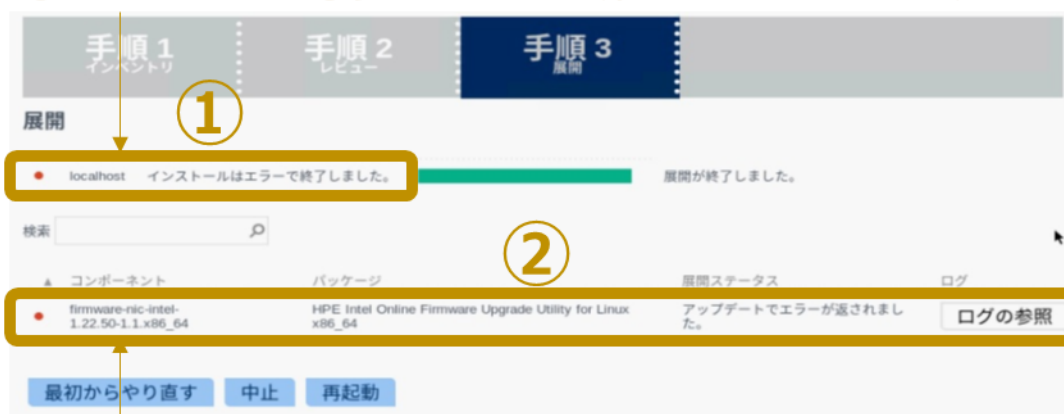 手順 1
インベントリ
手順 2
レビュー
手順 3
展開
展開
①
localhost インストールはエラーで終了しました。
展開が終了しました。
検索
②
▲ コンポーネント パッケージ 展開ステータス ログ
firmware-nic-intel-
1.22.50-1.1.x86_64
HPE Intel Online Firmware Upgrade Utility for Linux
x86_64
アップデートでエラーが返されまし
た。
ログの参照
最初からやり直す 中止 再起動